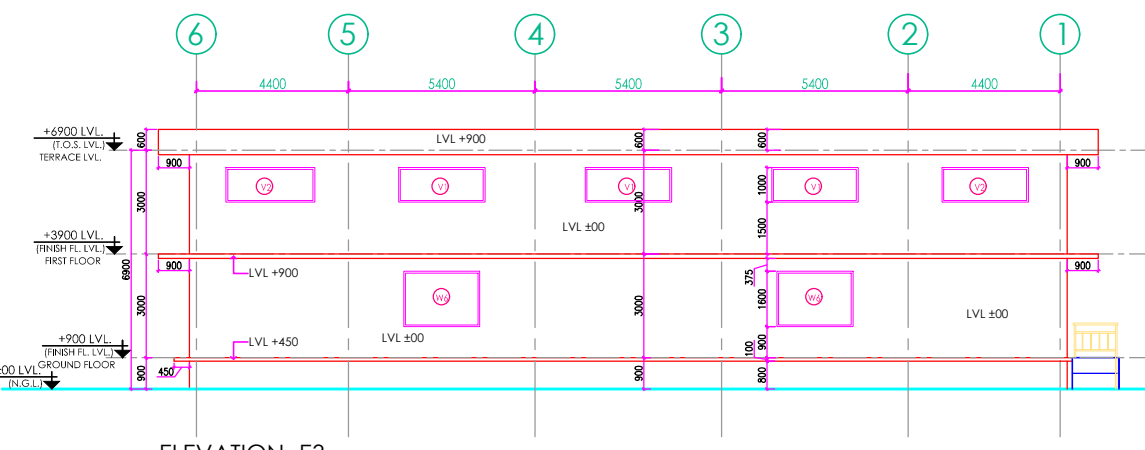 6 5 4 3 2 1
4400 5400 5400 5400 4400
+6900 LVL.
(T.O.S. LVL.)
TERRACE LVL.
600 LVL +900 600 600
900 900
V2 V1 V1 V1 V2
1000
3000 3000
LVL ±00
1500
+3900 LVL.
(FINISH FL. LVL.)
FIRST FLOOR
6900
900 LVL +900 900
375
W6 W6
1600
3000 3000
LVL ±00
LVL ±00
+900 LVL.
(FINISH FL. LVL.)
GROUND FLOOR
LVL +450
100 900
:00 LVL.
(N.G.L.)
450
900 900 800